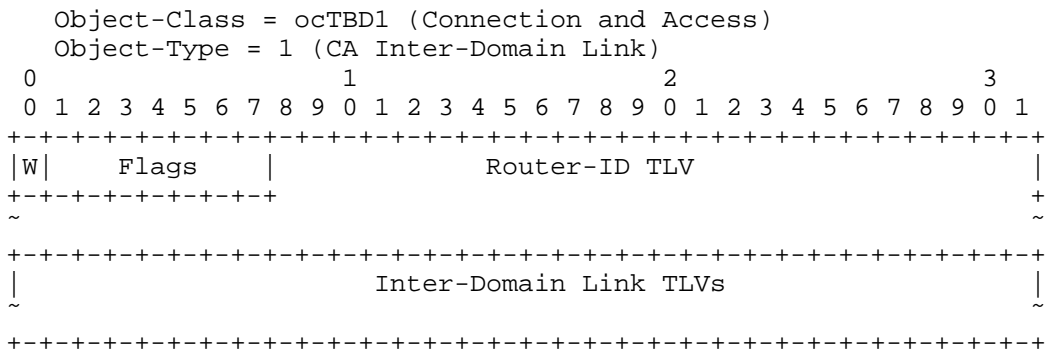 Object-Class = ocTBD1 (Connection and Access)
   Object-Type = 1 (CA Inter-Domain Link)
 0                   1                   2                   3
 0 1 2 3 4 5 6 7 8 9 0 1 2 3 4 5 6 7 8 9 0 1 2 3 4 5 6 7 8 9 0 1
+-+-+-+-+-+-+-+-+-+-+-+-+-+-+-+-+-+-+-+-+-+-+-+-+-+-+-+-+-+-+-+-+
|W|    Flags    |             Router-ID TLV                     |
+-+-+-+-+-+-+-+-+                                               +
~                                                               ~
+-+-+-+-+-+-+-+-+-+-+-+-+-+-+-+-+-+-+-+-+-+-+-+-+-+-+-+-+-+-+-+-+
|                      Inter-Domain Link TLVs                   |
~                                                               ~
+-+-+-+-+-+-+-+-+-+-+-+-+-+-+-+-+-+-+-+-+-+-+-+-+-+-+-+-+-+-+-+-+